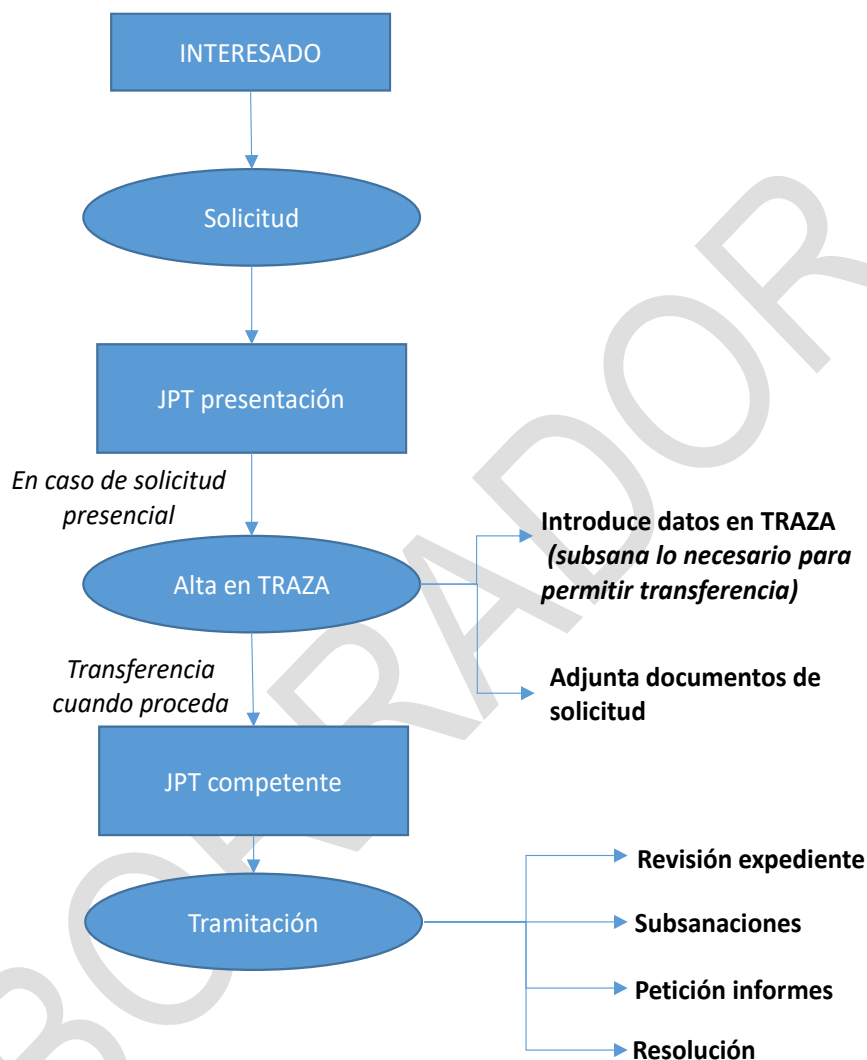 INTERESADO
Solicitud
JPT presentación
En caso de solicitud
presencial
Introduce datos en TRAZA
(subsana lo necesario para
permitir transferencia)
Alta en TRAZA
Adjunta documentos de
solicitud
Transferencia
cuando proceda
JPT competente
Revisión expediente
Tramitación
Subsanaciones
Petición informes
Resolución
BORRADOR